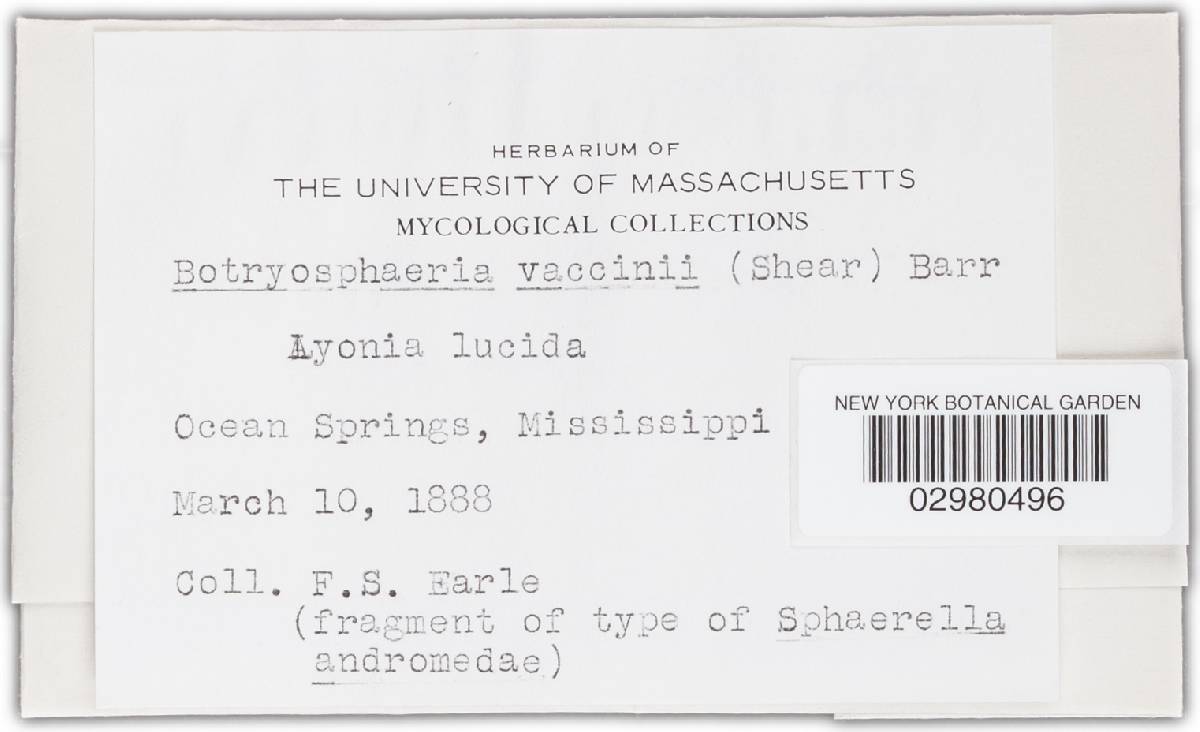 HERBARIUM OF
THE UNIVERSITY OF MASSACHUSETTS
MYCOLOGICAL COLLECTIONS
Botryosphaeria vaccinii (Shear) Barr
Lyonia lucida
Ocean Springs, Mississippi
March 10, 1888
Coll. F.S. Earle
(fragment of type of Sphaerella
andromedae)
NEW YORK BOTANICAL GARDEN
02980496